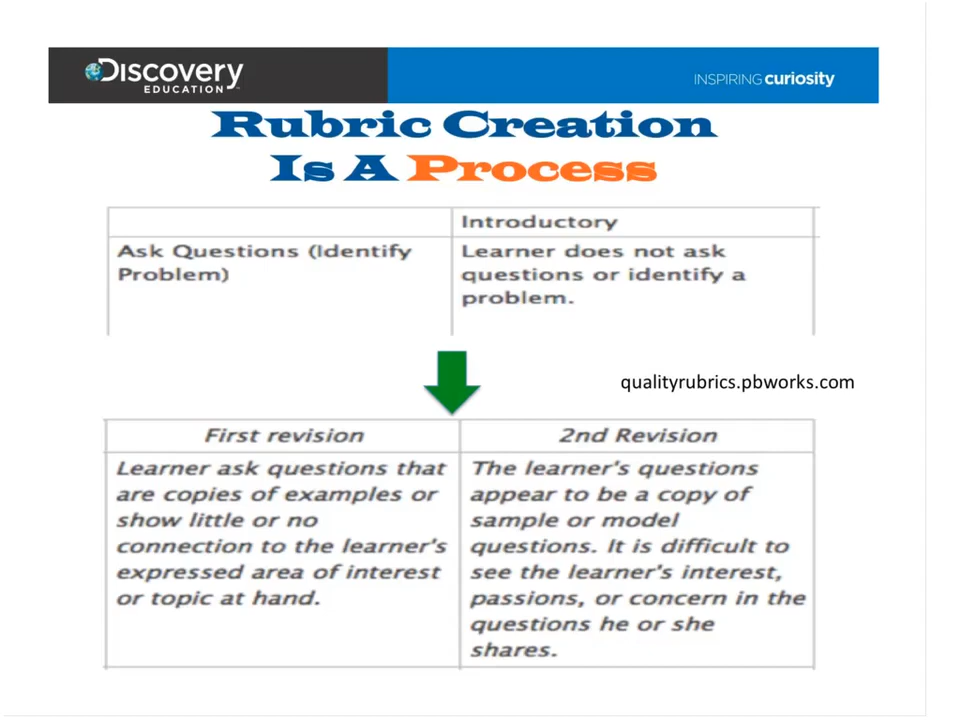 Discovery
EDUCATION
INSPIRING curiosity
Rubric Creation
Is A Process
Introductory
Ask Questions (Identify
Problem)
Learner does not ask
questions or identify a
problem.
qualityrubrics.pbworks.com
First revision
Learner ask questions that
are copies of examples or
show little or no
connection to the learner's
expressed area of interest
or topic at hand.
2nd Revision
The learner's questions
appear to be a copy of
sample or model
questions. It is difficult to
see the learner's interest,
passions, or concern in the
questions he or she
shares.